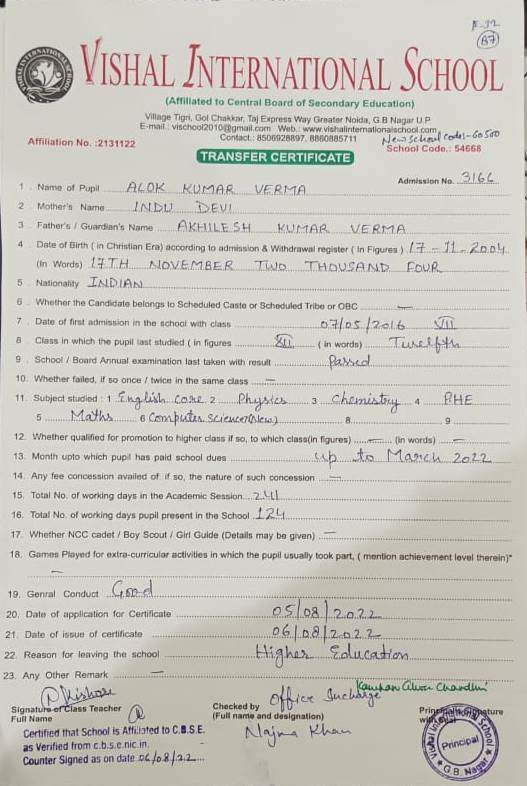 F-32
B7
VISHAL INTERNATIONAL SCHOOL
(Affiliated to Central Board of Secondary Education)
Village Tigri, Gol Chakkar, Taj Express Way Greater Noida, G.B Nagar U.P
E-mail.: vischool2010@gmail.com Web.: www.vishalinternationalschool.com
Contact.: 8506928897, 8860885711
New school code:-60500
Affiliation No. :2131122
School Code.: 54668
TRANSFER CERTIFICATE
Admission No. 3166
1 . Name of Pupil ALOK KUMAR VERMA
2 . Mother's Name INDU DEVI
3 . Father's / Guardian's Name AKHILESH KUMAR VERMA
4 . Date of Birth ( in Christian Era) according to admission & Withdrawal register ( In Figures ) 17-11-2004
(In Words) 17TH NOVEMBER TWO THOUSAND FOUR
5 . Nationality INDIAN
6 . Whether the Candidate belongs to Scheduled Caste or Scheduled Tribe or OBC —
7 . Date of first admission in the school with class 07/05/2016 VII
8 . Class in which the pupil last studied ( in figures XII ( in words) Twelfth
9 . School / Board Annual examination last taken with result Passed
10. Whether failed, if so once / twice in the same class —
11. Subject studied : 1 English core 2 Physics 3 Chemistry 4 PHE
5 Maths 6 Computer Science(New) 8 9
12. Whether qualified for promotion to higher class if so, to which class(in figures) — (in words) —
13. Month upto which pupil has paid school dues up to March 2022
14. Any fee concession availed of if so, the nature of such concession —
15. Total No. of working days in the Academic Session 241
16. Total No. of working days pupil present in the School 124
17. Whether NCC cadet / Boy Scout / Girl Guide (Details may be given) —
18. Games Played for extra-curricular activities in which the pupil usually took part, ( mention achievement level therein)*
—
19. Genral Conduct Good
20. Date of application for Certificate 05/08/2022
21. Date of issue of certificate 06/08/2022
22. Reason for leaving the school Higher Education
23. Any Other Remark —
Signature of Class Teacher
Full Name
Office Incharge
Checked by
(Full name and designation)
Najma Khan
Principal Signature
with Seal
Certified that School is Affiliated to C.B.S.E.
as Verified from c.b.s.e.nic.in.
Counter Signed as on date 06/08/22
Principal
G.B. Nagar